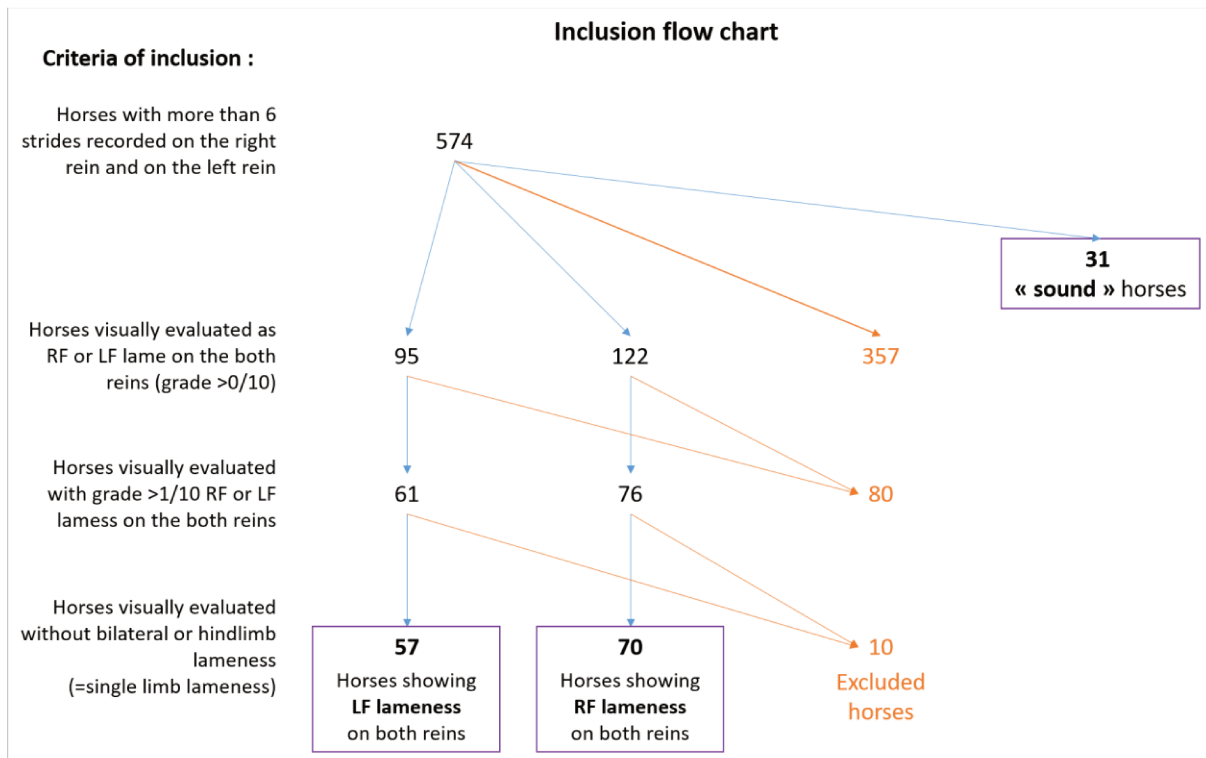 Inclusion flow chart
Criteria of inclusion :
Horses with more than 6
strides recorded on the right
rein and on the left rein
574
31
« sound » horses
Horses visually evaluated as
RF or LF lame on the both
reins (grade >0/10)
95
122
357
Horses visually evaluated
with grade >1/10 RF or LF
lamess on the both reins
61
76
80
Horses visually evaluated
without bilateral or hindlimb
lameness
(=single limb lameness)
57
Horses showing
LF lameness
on both reins
70
Horses showing
RF lameness
on both reins
10
Excluded
horses